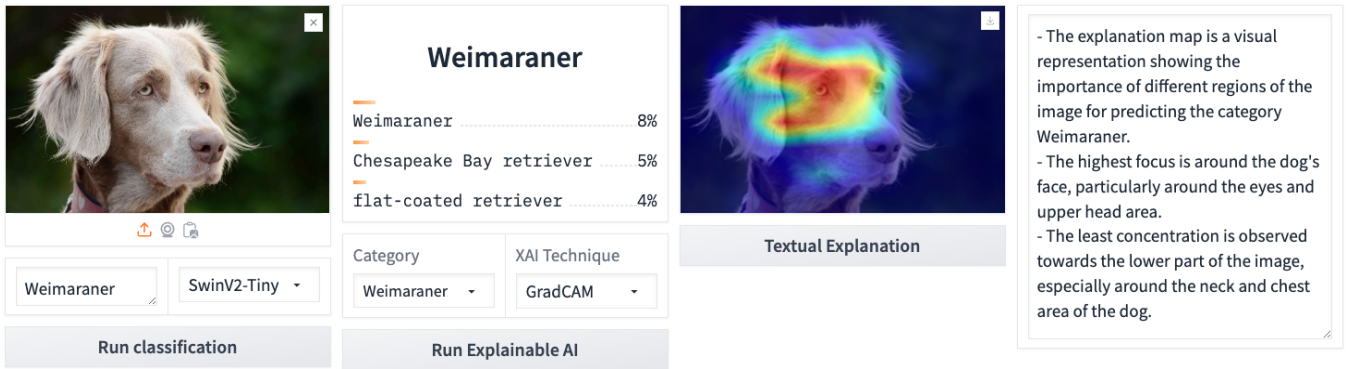 Weimaraner
SwinV2-Tiny
Run classification
Weimaraner
Weimaraner 8%
Chesapeake Bay retriever 5%
flat-coated retriever 4%
Category
XAI Technique
Weimaraner
GradCAM
Run Explainable AI
Textual Explanation
- The explanation map is a visual
representation showing the
importance of different regions of the
image for predicting the category
Weimaraner.
- The highest focus is around the dog's
face, particularly around the eyes and
upper head area.
- The least concentration is observed
towards the lower part of the image,
especially around the neck and chest
area of the dog.